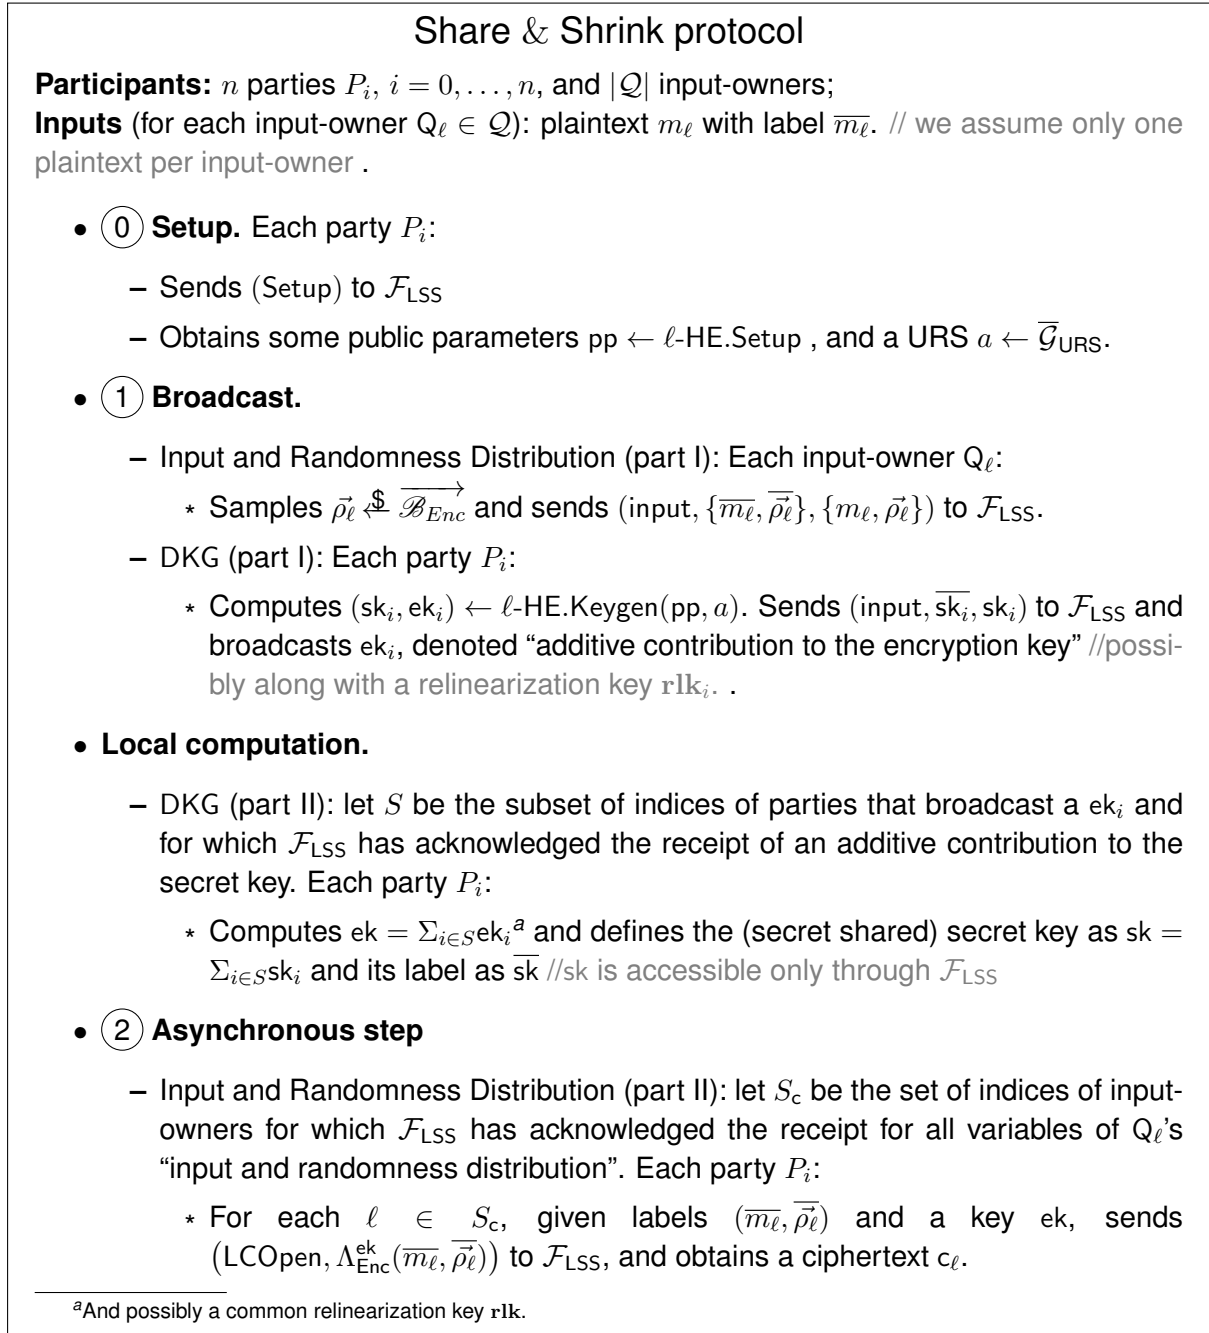 Share & Shrink protocol
Participants: n parties P_i, i = 0, . . . , n, and |𝒬| input-owners;
Inputs (for each input-owner Q_ℓ ∈ 𝒬): plaintext m_ℓ with label \overline{m_ℓ}. // we assume only one
plaintext per input-owner .
• ⓪ Setup. Each party P_i:
– Sends (Setup) to ℱ_LSS
– Obtains some public parameters pp ← ℓ-HE.Setup , and a URS a ← \overline{𝒢}_URS.
• ① Broadcast.
– Input and Randomness Distribution (part I): Each input-owner Q_ℓ:
* Samples \vec{ρ_ℓ} \overset{$}{↞} \overrightarrow{ℬ_{Enc}} and sends (input, {\overline{m_ℓ}, \overline{\vec{ρ_ℓ}}}, {m_ℓ, \vec{ρ_ℓ}}) to ℱ_LSS.
– DKG (part I): Each party P_i:
* Computes (sk_i, ek_i) ← ℓ-HE.Keygen(pp, a). Sends (input, \overline{sk_i}, sk_i) to ℱ_LSS and
broadcasts ek_i, denoted “additive contribution to the encryption key” //possi-
bly along with a relinearization key rlk_i. .
• Local computation.
– DKG (part II): let S be the subset of indices of parties that broadcast a ek_i and
for which ℱ_LSS has acknowledged the receipt of an additive contribution to the
secret key. Each party P_i:
* Computes ek = Σ_{i∈S}ek_i^a and defines the (secret shared) secret key as sk =
Σ_{i∈S}sk_i and its label as \overline{sk} //sk is accessible only through ℱ_LSS
• ② Asynchronous step
– Input and Randomness Distribution (part II): let S_c be the set of indices of input-
owners for which ℱ_LSS has acknowledged the receipt for all variables of Q_ℓ’s
“input and randomness distribution”. Each party P_i:
* For each ℓ ∈ S_c, given labels (\overline{m_ℓ}, \overline{\vec{ρ_ℓ}}) and a key ek, sends
(LCOpen, Λ_{Enc}^{ek}(\overline{m_ℓ}, \overline{\vec{ρ_ℓ}})) to ℱ_LSS, and obtains a ciphertext c_ℓ.
^a And possibly a common relinearization key rlk.